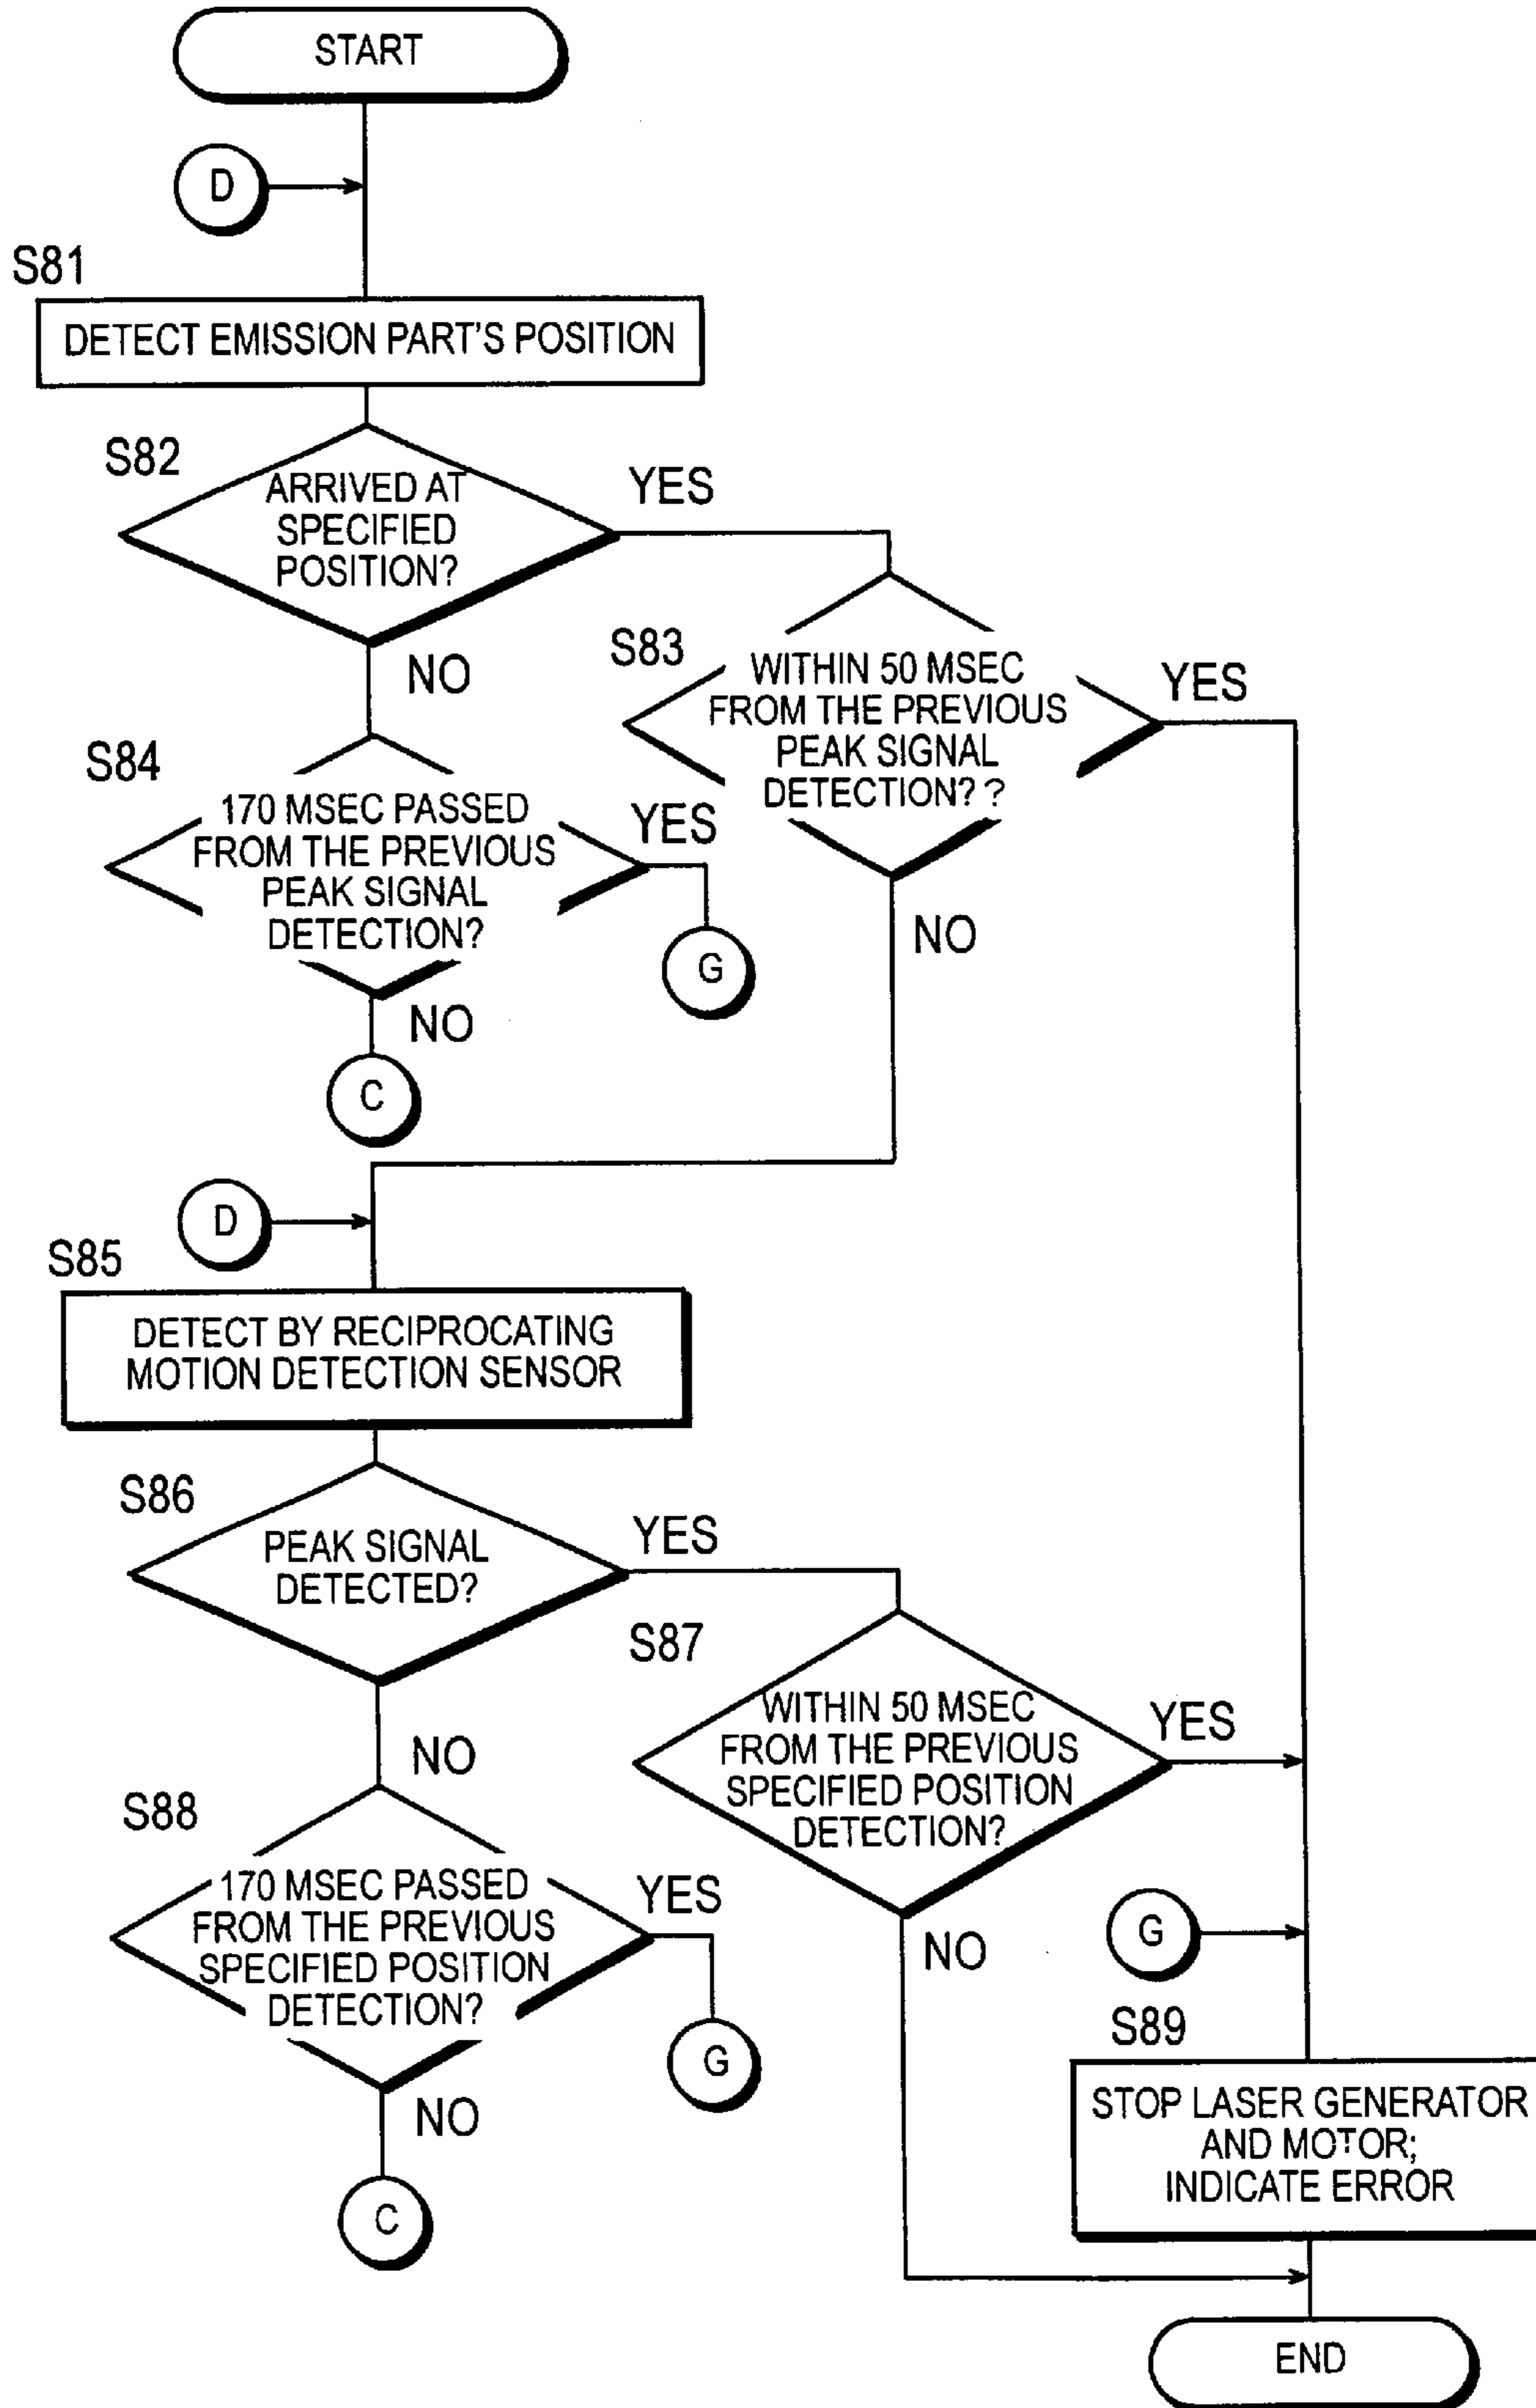 START
D
S81
DETECT EMISSION PART'S POSITION
S82
ARRIVED AT
SPECIFIED
POSITION?
YES
NO
S83
WITHIN 50 MSEC
FROM THE PREVIOUS
PEAK SIGNAL
DETECTION? ?
YES
NO
S84
170 MSEC PASSED
FROM THE PREVIOUS
PEAK SIGNAL
DETECTION?
YES
G
NO
C
D
S85
DETECT BY RECIPROCATING
MOTION DETECTION SENSOR
S86
PEAK SIGNAL
DETECTED?
YES
NO
S87
WITHIN 50 MSEC
FROM THE PREVIOUS
SPECIFIED POSITION
DETECTION?
YES
NO
S88
170 MSEC PASSED
FROM THE PREVIOUS
SPECIFIED POSITION
DETECTION?
YES
G
NO
C
G
S89
STOP LASER GENERATOR
AND MOTOR;
INDICATE ERROR
END